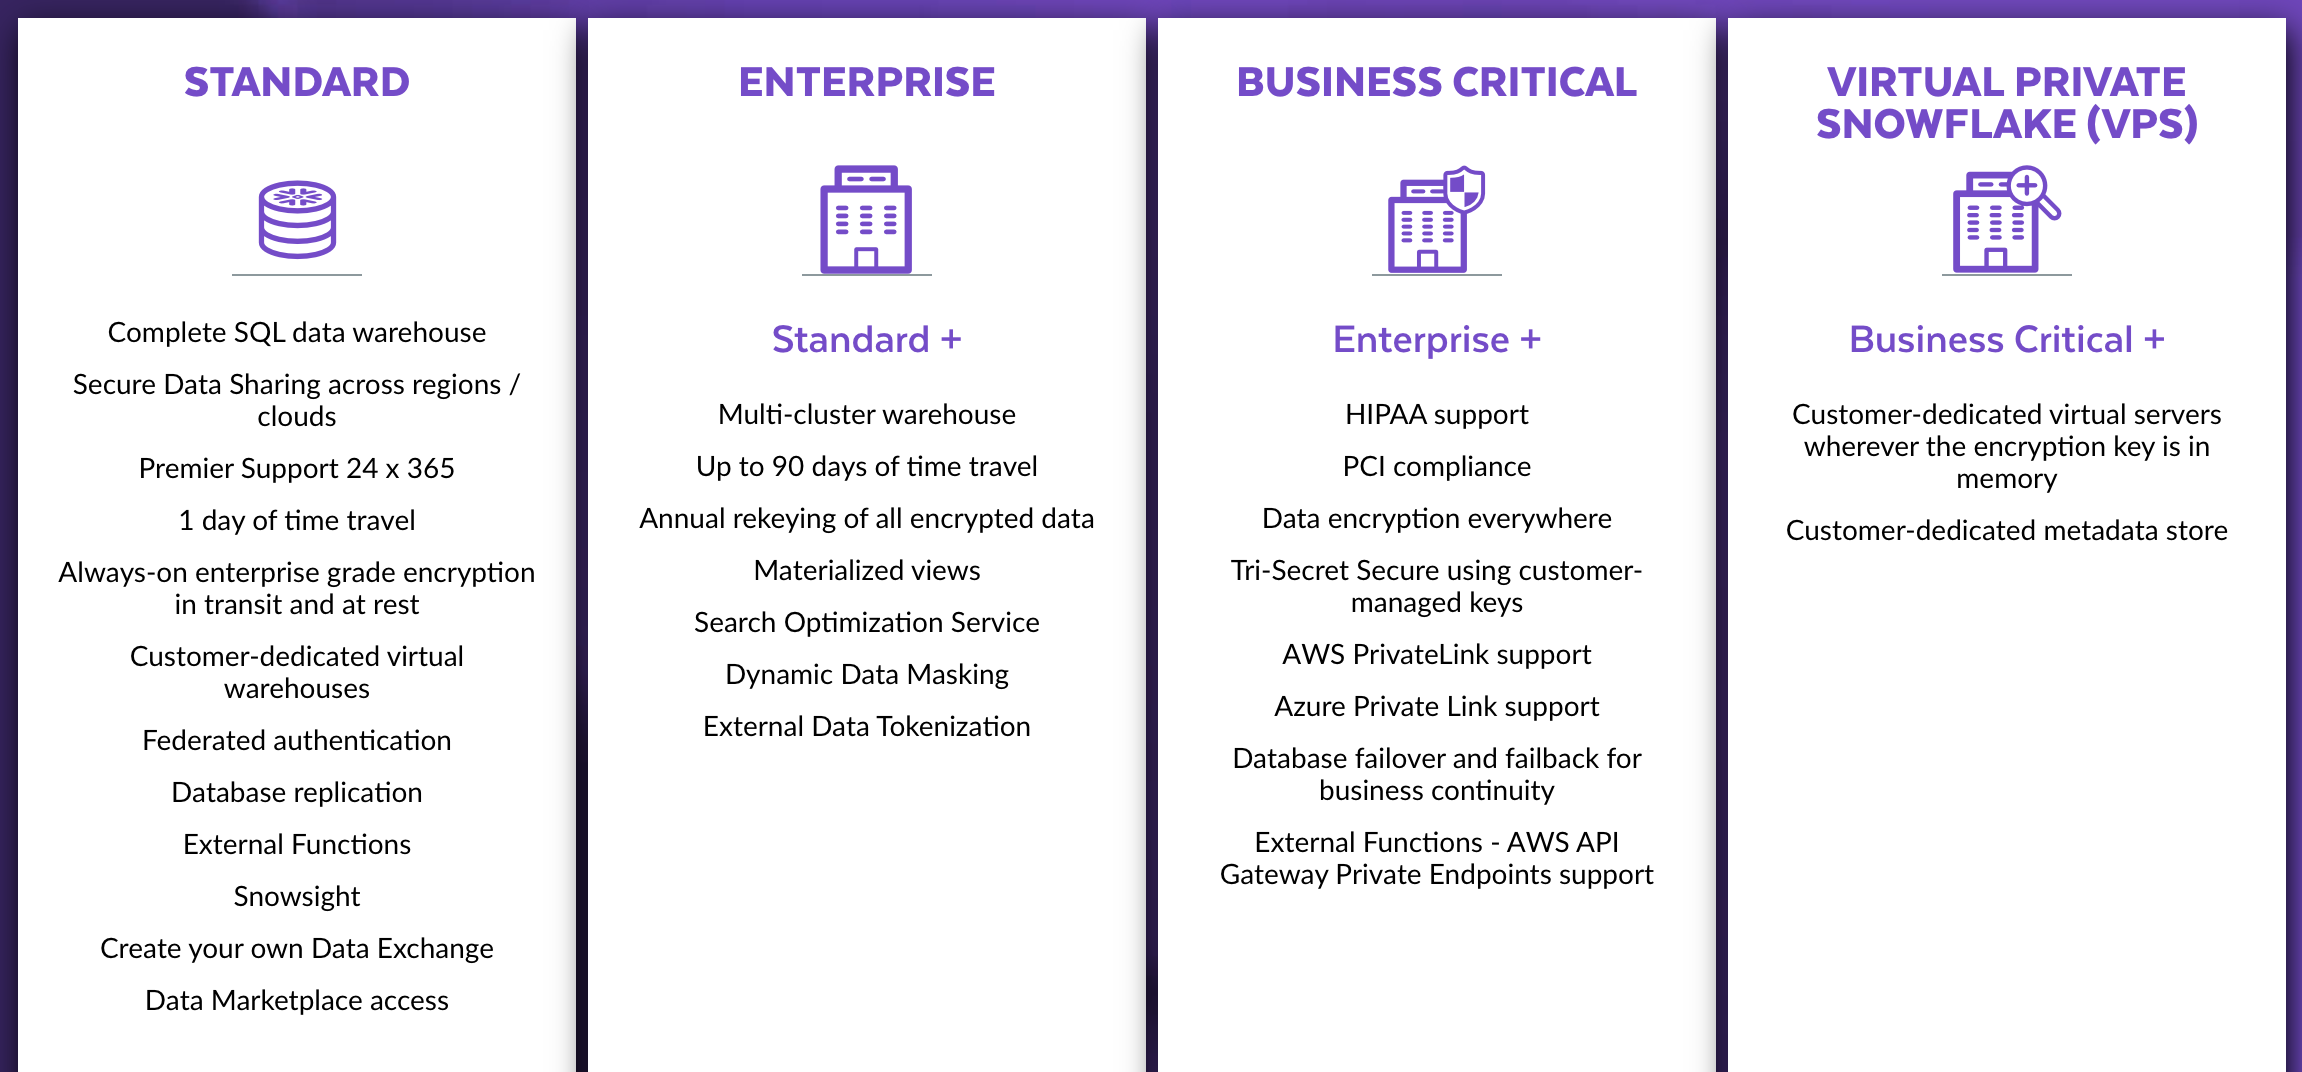 STANDARD
Complete SQL data warehouse
Secure Data Sharing across regions /
clouds
Premier Support 24 x 365
1 day of time travel
Always-on enterprise grade encryption
in transit and at rest
Customer-dedicated virtual
warehouses
Federated authentication
Database replication
External Functions
Snowsight
Create your own Data Exchange
Data Marketplace access
ENTERPRISE
Standard +
Multi-cluster warehouse
Up to 90 days of time travel
Annual rekeying of all encrypted data
Materialized views
Search Optimization Service
Dynamic Data Masking
External Data Tokenization
BUSINESS CRITICAL
Enterprise +
HIPAA support
PCI compliance
Data encryption everywhere
Tri-Secret Secure using customer-
managed keys
AWS PrivateLink support
Azure Private Link support
Database failover and failback for
business continuity
External Functions - AWS API
Gateway Private Endpoints support
VIRTUAL PRIVATE
SNOWFLAKE (VPS)
Business Critical +
Customer-dedicated virtual servers
wherever the encryption key is in
memory
Customer-dedicated metadata store